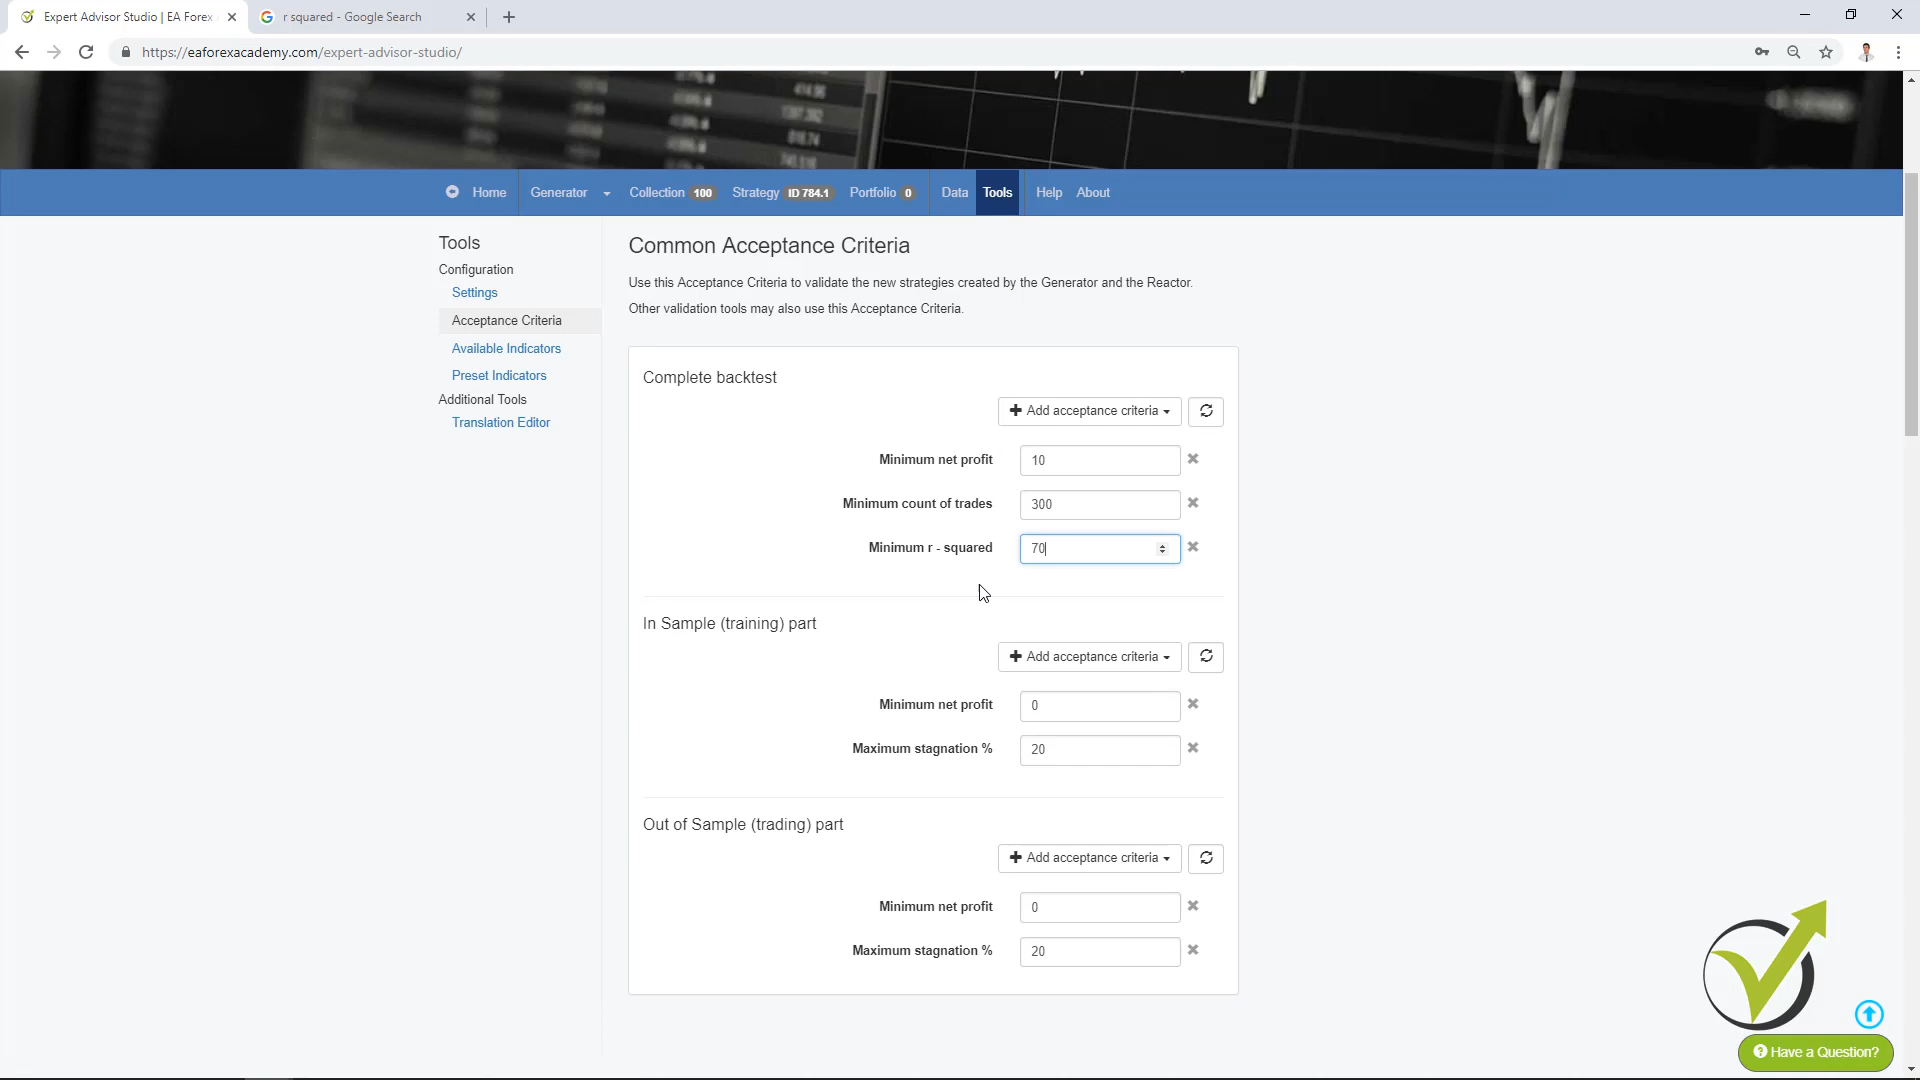 Expert Advisor Studio | EA Forex
r squared - Google Search
https://eaforexacademy.com/expert-advisor-studio/
Home Generator Collection 100 Strategy ID 784.1 Portfolio 0 Data Tools Help About
Tools
Configuration
Settings
Acceptance Criteria
Available Indicators
Preset Indicators
Additional Tools
Translation Editor
Common Acceptance Criteria
Use this Acceptance Criteria to validate the new strategies created by the Generator and the Reactor.
Other validation tools may also use this Acceptance Criteria.
Complete backtest
Add acceptance criteria
Minimum net profit 10
Minimum count of trades 300
Minimum r - squared 70
In Sample (training) part
Add acceptance criteria
Minimum net profit 0
Maximum stagnation % 20
Out of Sample (trading) part
Add acceptance criteria
Minimum net profit 0
Maximum stagnation % 20
Have a Question?